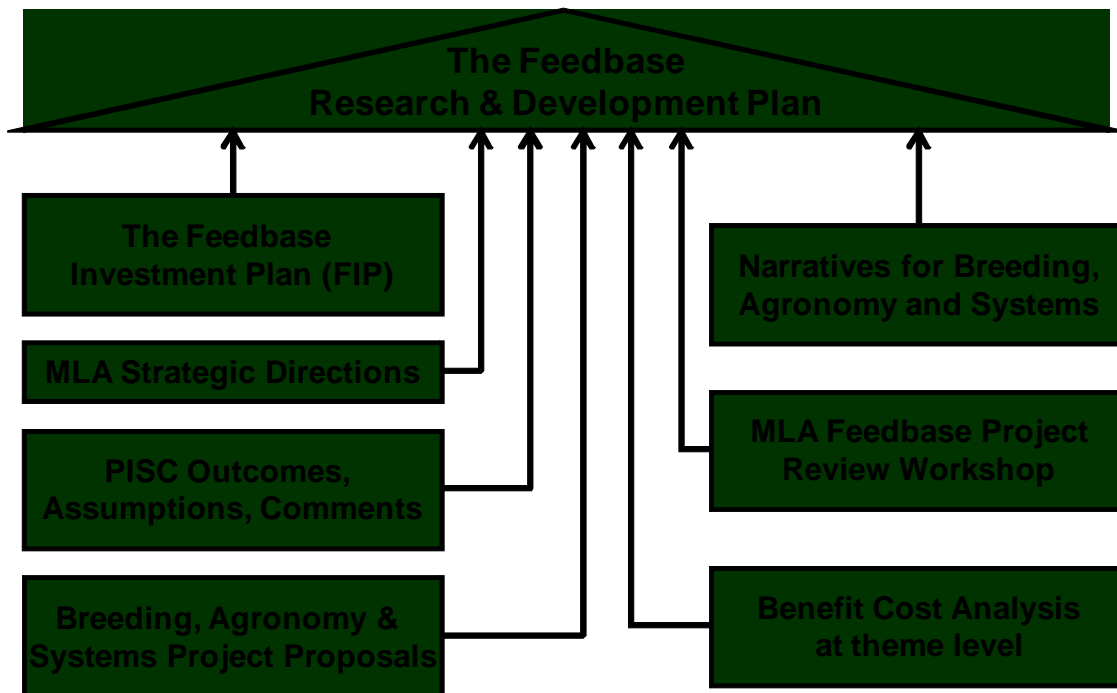 The Feedbase
Research & Development Plan
The Feedbase
Investment Plan (FIP)
MLA Strategic Directions
PISC Outcomes,
Assumptions, Comments
Breeding, Agronomy &
Systems Project Proposals
Narratives for Breeding,
Agronomy and Systems
MLA Feedbase Project
Review Workshop
Benefit Cost Analysis
at theme level